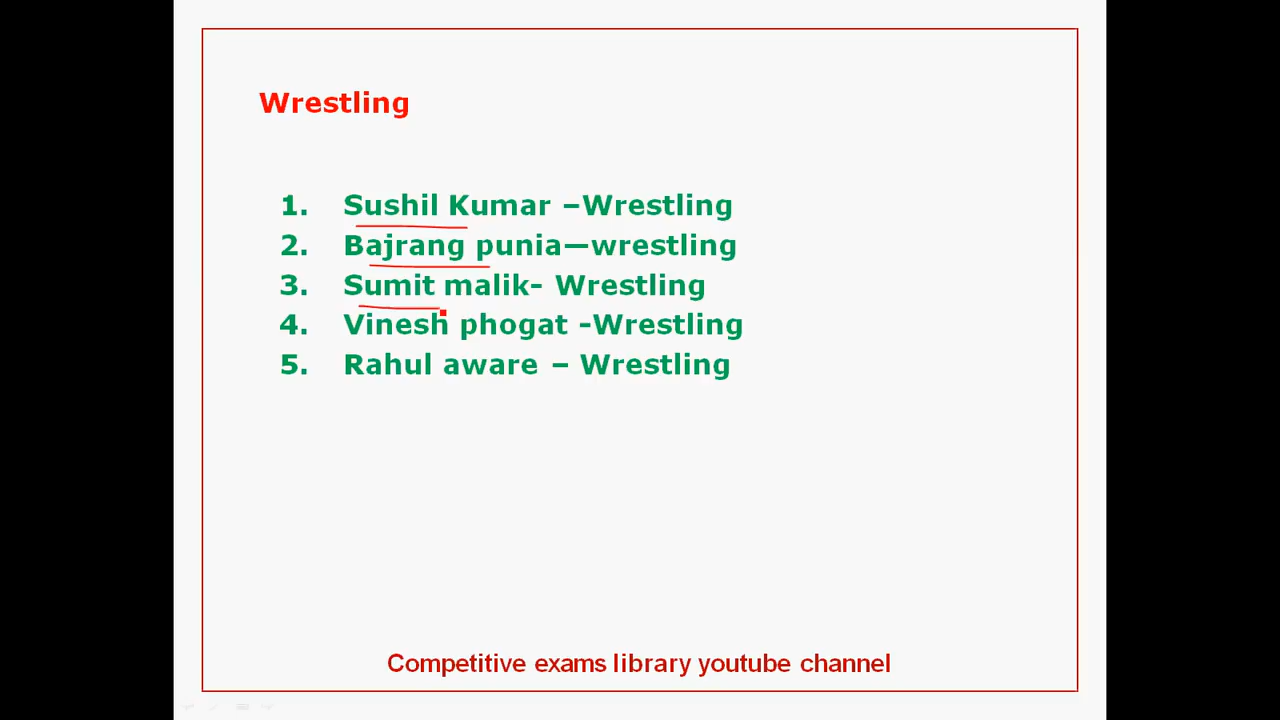 Wrestling
1. Sushil Kumar –Wrestling
2. Bajrang punia—wrestling
3. Sumit malik- Wrestling
4. Vinesh phogat -Wrestling
5. Rahul aware – Wrestling
Competitive exams library youtube channel